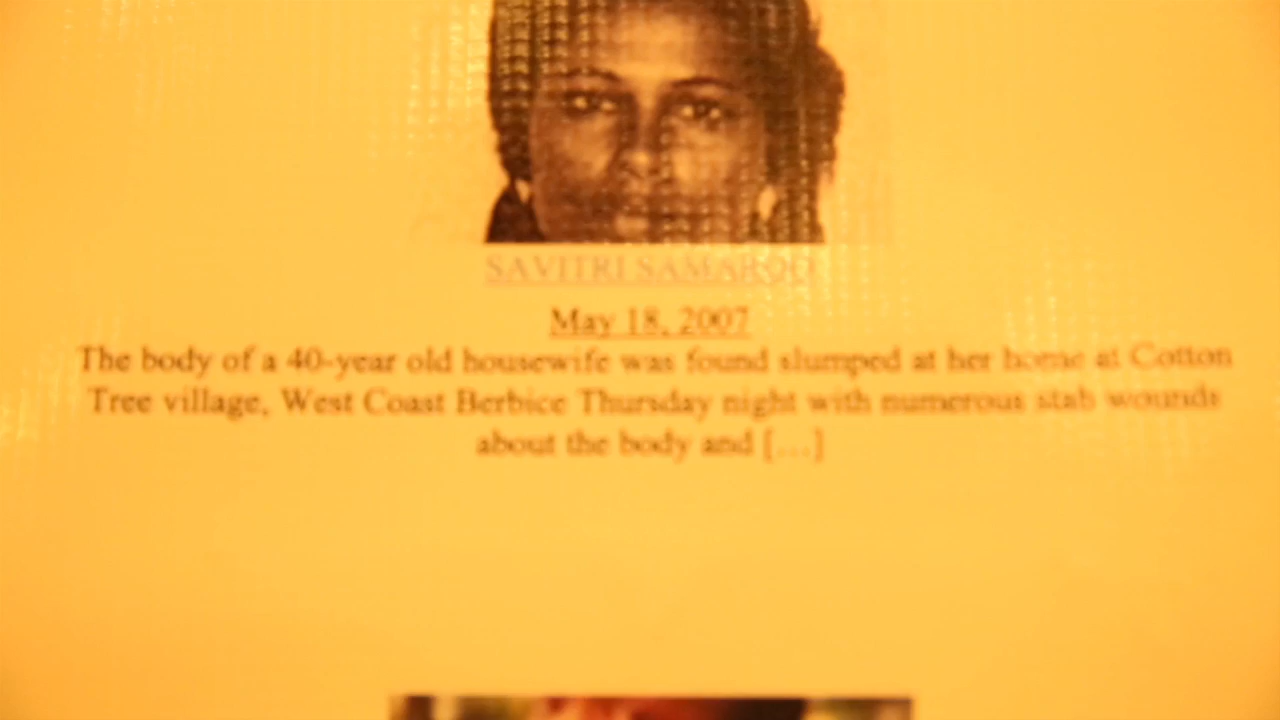 SAVITRI SAMAROO
May 18, 2007
The body of a 40-year old housewife was found slumped at her home at Cotton
Tree village, West Coast Berbice Thursday night with numerous stab wounds
about the body and [...]